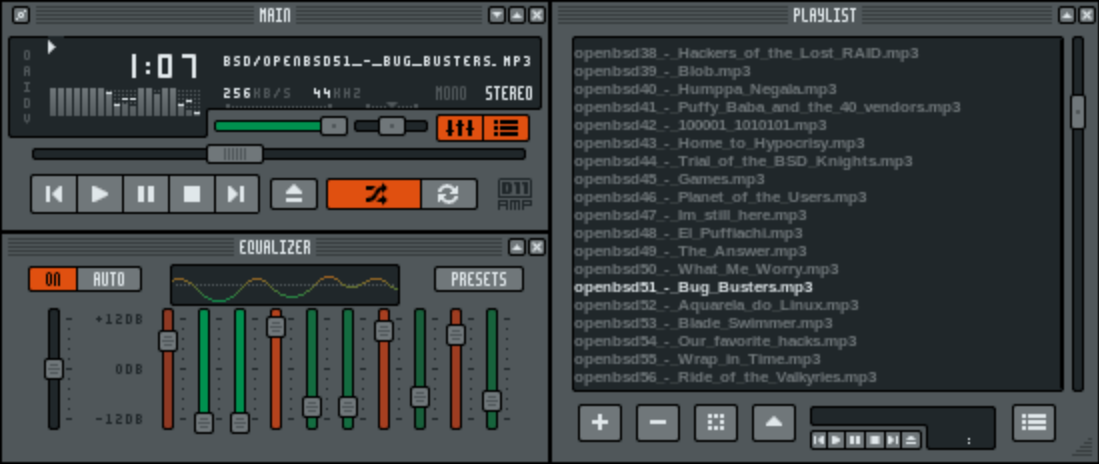 MAIN
O
A
I
D
V
1:07
BSD/OPENBSD51_-_BUG_BUSTERS. MP3
256KB/S 44KHZ MONO STEREO
D11
AMP
EQUALIZER
ON AUTO PRESETS
+12DB
0DB
-12DB
PLAYLIST
openbsd38_-_Hackers_of_the_Lost_RAID.mp3
openbsd39_-_Blob.mp3
openbsd40_-_Humppa_Negala.mp3
openbsd41_-_Puffy_Baba_and_the_40_vendors.mp3
openbsd42_-_100001_1010101.mp3
openbsd43_-_Home_to_Hypocrisy.mp3
openbsd44_-_Trial_of_the_BSD_Knights.mp3
openbsd45_-_Games.mp3
openbsd46_-_Planet_of_the_Users.mp3
openbsd47_-_Im_still_here.mp3
openbsd48_-_El_Puffiachi.mp3
openbsd49_-_The_Answer.mp3
openbsd50_-_What_Me_Worry.mp3
openbsd51_-_Bug_Busters.mp3
openbsd52_-_Aquarela_do_Linux.mp3
openbsd53_-_Blade_Swimmer.mp3
openbsd54_-_Our_favorite_hacks.mp3
openbsd55_-_Wrap_in_Time.mp3
openbsd56_-_Ride_of_the_Valkyries.mp3
: